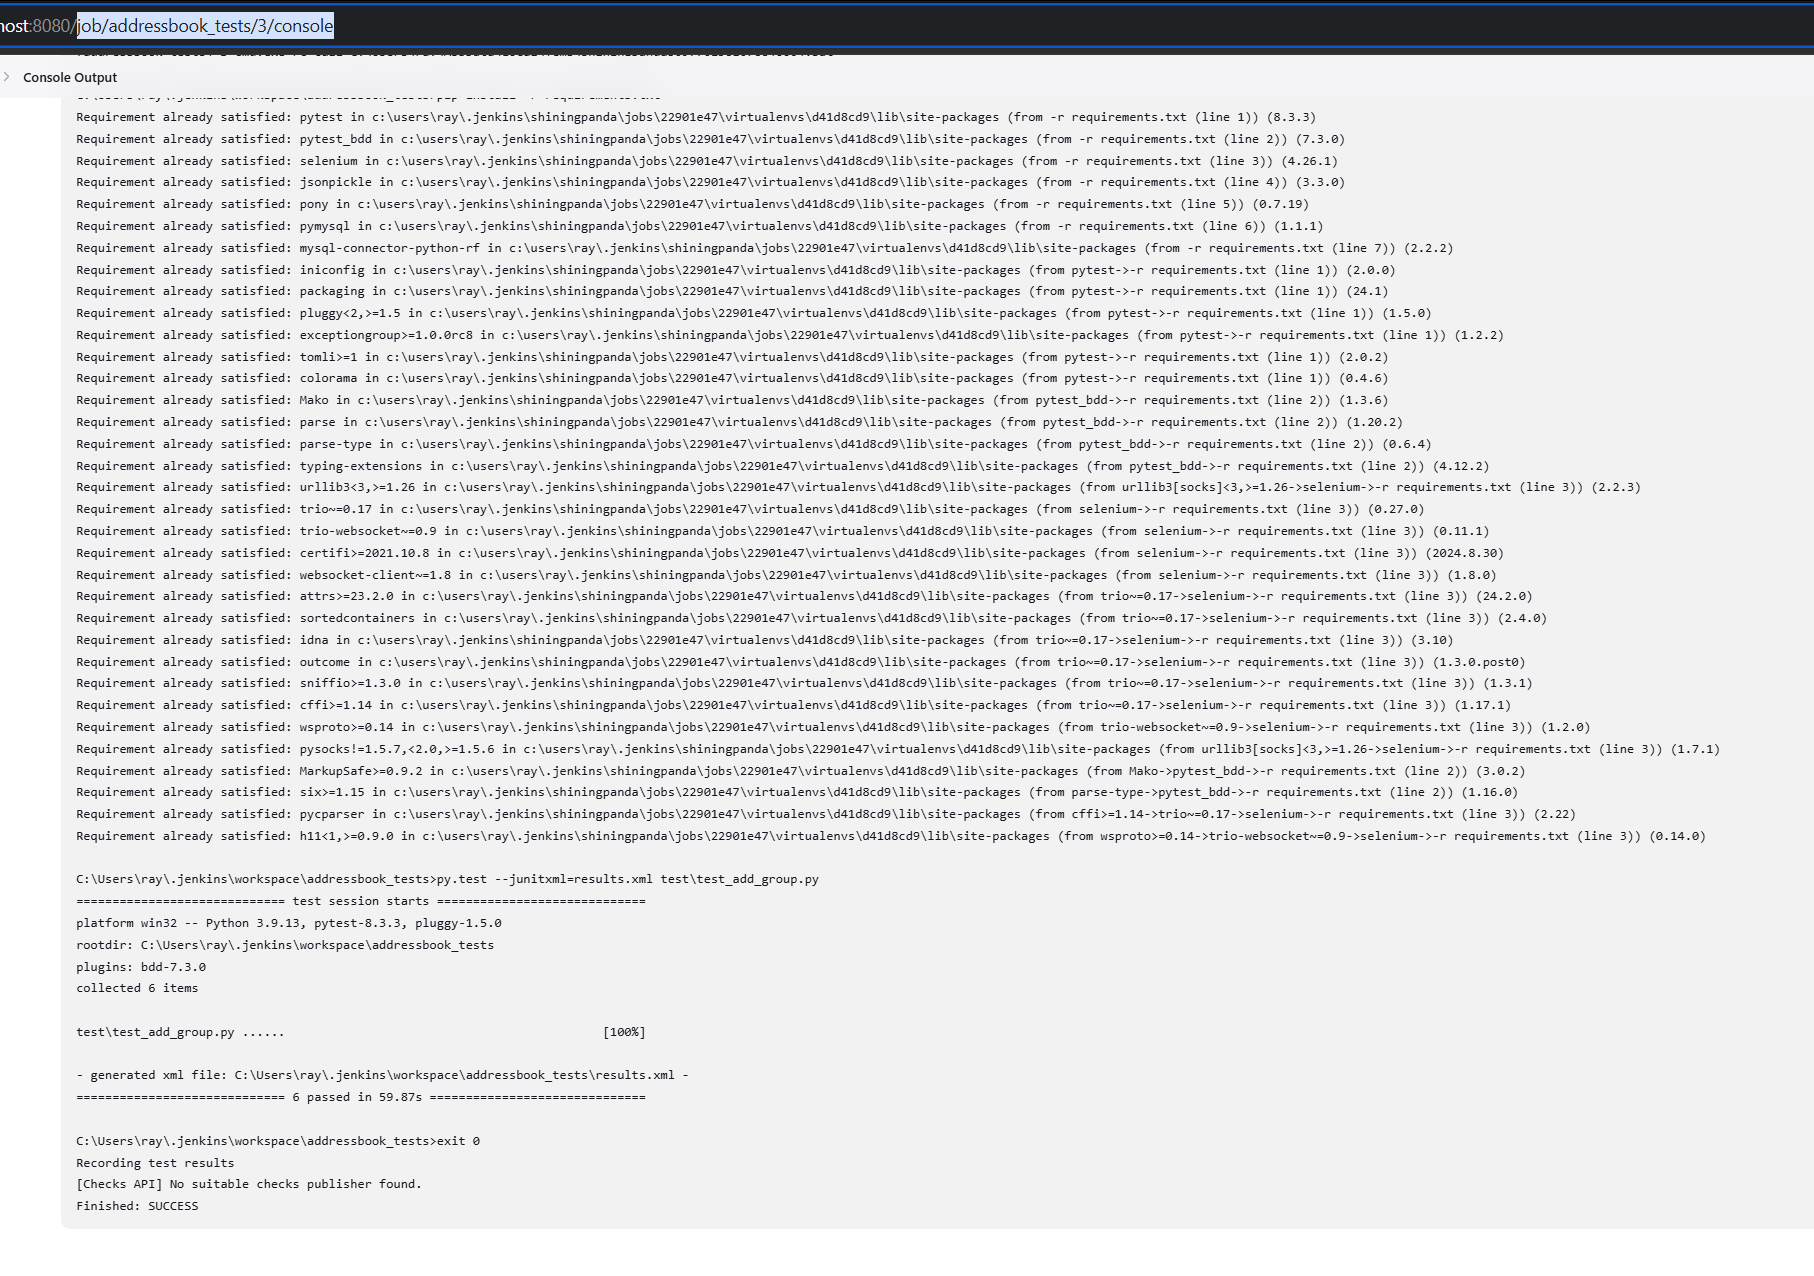 host:8080/job/addressbook_tests/3/console
Console Output
Requirement already satisfied: pytest in c:\users\ray\.jenkins\shiningpanda\jobs\22901e47\virtualenvs\d41d8cd9\lib\site-packages (from -r requirements.txt (line 1)) (8.3.3)
Requirement already satisfied: pytest_bdd in c:\users\ray\.jenkins\shiningpanda\jobs\22901e47\virtualenvs\d41d8cd9\lib\site-packages (from -r requirements.txt (line 2)) (7.3.0)
Requirement already satisfied: selenium in c:\users\ray\.jenkins\shiningpanda\jobs\22901e47\virtualenvs\d41d8cd9\lib\site-packages (from -r requirements.txt (line 3)) (4.26.1)
Requirement already satisfied: jsonpickle in c:\users\ray\.jenkins\shiningpanda\jobs\22901e47\virtualenvs\d41d8cd9\lib\site-packages (from -r requirements.txt (line 4)) (3.3.0)
Requirement already satisfied: pony in c:\users\ray\.jenkins\shiningpanda\jobs\22901e47\virtualenvs\d41d8cd9\lib\site-packages (from -r requirements.txt (line 5)) (0.7.19)
Requirement already satisfied: pymysql in c:\users\ray\.jenkins\shiningpanda\jobs\22901e47\virtualenvs\d41d8cd9\lib\site-packages (from -r requirements.txt (line 6)) (1.1.1)
Requirement already satisfied: mysql-connector-python-rf in c:\users\ray\.jenkins\shiningpanda\jobs\22901e47\virtualenvs\d41d8cd9\lib\site-packages (from -r requirements.txt (line 7)) (2.2.2)
Requirement already satisfied: iniconfig in c:\users\ray\.jenkins\shiningpanda\jobs\22901e47\virtualenvs\d41d8cd9\lib\site-packages (from pytest->-r requirements.txt (line 1)) (2.0.0)
Requirement already satisfied: packaging in c:\users\ray\.jenkins\shiningpanda\jobs\22901e47\virtualenvs\d41d8cd9\lib\site-packages (from pytest->-r requirements.txt (line 1)) (24.1)
Requirement already satisfied: pluggy<2,>=1.5 in c:\users\ray\.jenkins\shiningpanda\jobs\22901e47\virtualenvs\d41d8cd9\lib\site-packages (from pytest->-r requirements.txt (line 1)) (1.5.0)
Requirement already satisfied: exceptiongroup>=1.0.0rc8 in c:\users\ray\.jenkins\shiningpanda\jobs\22901e47\virtualenvs\d41d8cd9\lib\site-packages (from pytest->-r requirements.txt (line 1)) (1.2.2)
Requirement already satisfied: tomli>=1 in c:\users\ray\.jenkins\shiningpanda\jobs\22901e47\virtualenvs\d41d8cd9\lib\site-packages (from pytest->-r requirements.txt (line 1)) (2.0.2)
Requirement already satisfied: colorama in c:\users\ray\.jenkins\shiningpanda\jobs\22901e47\virtualenvs\d41d8cd9\lib\site-packages (from pytest->-r requirements.txt (line 1)) (0.4.6)
Requirement already satisfied: Mako in c:\users\ray\.jenkins\shiningpanda\jobs\22901e47\virtualenvs\d41d8cd9\lib\site-packages (from pytest_bdd->-r requirements.txt (line 2)) (1.3.6)
Requirement already satisfied: parse in c:\users\ray\.jenkins\shiningpanda\jobs\22901e47\virtualenvs\d41d8cd9\lib\site-packages (from pytest_bdd->-r requirements.txt (line 2)) (1.20.2)
Requirement already satisfied: parse-type in c:\users\ray\.jenkins\shiningpanda\jobs\22901e47\virtualenvs\d41d8cd9\lib\site-packages (from pytest_bdd->-r requirements.txt (line 2)) (0.6.4)
Requirement already satisfied: typing-extensions in c:\users\ray\.jenkins\shiningpanda\jobs\22901e47\virtualenvs\d41d8cd9\lib\site-packages (from pytest_bdd->-r requirements.txt (line 2)) (4.12.2)
Requirement already satisfied: urllib3<3,>=1.26 in c:\users\ray\.jenkins\shiningpanda\jobs\22901e47\virtualenvs\d41d8cd9\lib\site-packages (from urllib3[socks]<3,>=1.26->selenium->-r requirements.txt (line 3)) (2.2.3)
Requirement already satisfied: trio~=0.17 in c:\users\ray\.jenkins\shiningpanda\jobs\22901e47\virtualenvs\d41d8cd9\lib\site-packages (from selenium->-r requirements.txt (line 3)) (0.27.0)
Requirement already satisfied: trio-websocket~=0.9 in c:\users\ray\.jenkins\shiningpanda\jobs\22901e47\virtualenvs\d41d8cd9\lib\site-packages (from selenium->-r requirements.txt (line 3)) (0.11.1)
Requirement already satisfied: certifi>=2021.10.8 in c:\users\ray\.jenkins\shiningpanda\jobs\22901e47\virtualenvs\d41d8cd9\lib\site-packages (from selenium->-r requirements.txt (line 3)) (2024.8.30)
Requirement already satisfied: websocket-client~=1.8 in c:\users\ray\.jenkins\shiningpanda\jobs\22901e47\virtualenvs\d41d8cd9\lib\site-packages (from selenium->-r requirements.txt (line 3)) (1.8.0)
Requirement already satisfied: attrs>=23.2.0 in c:\users\ray\.jenkins\shiningpanda\jobs\22901e47\virtualenvs\d41d8cd9\lib\site-packages (from trio~=0.17->selenium->-r requirements.txt (line 3)) (24.2.0)
Requirement already satisfied: sortedcontainers in c:\users\ray\.jenkins\shiningpanda\jobs\22901e47\virtualenvs\d41d8cd9\lib\site-packages (from trio~=0.17->selenium->-r requirements.txt (line 3)) (2.4.0)
Requirement already satisfied: idna in c:\users\ray\.jenkins\shiningpanda\jobs\22901e47\virtualenvs\d41d8cd9\lib\site-packages (from trio~=0.17->selenium->-r requirements.txt (line 3)) (3.10)
Requirement already satisfied: outcome in c:\users\ray\.jenkins\shiningpanda\jobs\22901e47\virtualenvs\d41d8cd9\lib\site-packages (from trio~=0.17->selenium->-r requirements.txt (line 3)) (1.3.0.post0)
Requirement already satisfied: sniffio>=1.3.0 in c:\users\ray\.jenkins\shiningpanda\jobs\22901e47\virtualenvs\d41d8cd9\lib\site-packages (from trio~=0.17->selenium->-r requirements.txt (line 3)) (1.3.1)
Requirement already satisfied: cffi>=1.14 in c:\users\ray\.jenkins\shiningpanda\jobs\22901e47\virtualenvs\d41d8cd9\lib\site-packages (from trio~=0.17->selenium->-r requirements.txt (line 3)) (1.17.1)
Requirement already satisfied: wsproto>=0.14 in c:\users\ray\.jenkins\shiningpanda\jobs\22901e47\virtualenvs\d41d8cd9\lib\site-packages (from trio-websocket~=0.9->selenium->-r requirements.txt (line 3)) (1.2.0)
Requirement already satisfied: pysocks!=1.5.7,<2.0,>=1.5.6 in c:\users\ray\.jenkins\shiningpanda\jobs\22901e47\virtualenvs\d41d8cd9\lib\site-packages (from urllib3[socks]<3,>=1.26->selenium->-r requirements.txt (line 3)) (1.7.1)
Requirement already satisfied: MarkupSafe>=0.9.2 in c:\users\ray\.jenkins\shiningpanda\jobs\22901e47\virtualenvs\d41d8cd9\lib\site-packages (from Mako->pytest_bdd->-r requirements.txt (line 2)) (3.0.2)
Requirement already satisfied: six>=1.15 in c:\users\ray\.jenkins\shiningpanda\jobs\22901e47\virtualenvs\d41d8cd9\lib\site-packages (from parse-type->pytest_bdd->-r requirements.txt (line 2)) (1.16.0)
Requirement already satisfied: pycparser in c:\users\ray\.jenkins\shiningpanda\jobs\22901e47\virtualenvs\d41d8cd9\lib\site-packages (from cffi>=1.14->trio~=0.17->selenium->-r requirements.txt (line 3)) (2.22)
Requirement already satisfied: h11<1,>=0.9.0 in c:\users\ray\.jenkins\shiningpanda\jobs\22901e47\virtualenvs\d41d8cd9\lib\site-packages (from wsproto>=0.14->trio-websocket~=0.9->selenium->-r requirements.txt (line 3)) (0.14.0)
C:\Users\ray\.jenkins\workspace\addressbook_tests>py.test --junitxml=results.xml test\test_add_group.py
============================= test session starts =============================
platform win32 -- Python 3.9.13, pytest-8.3.3, pluggy-1.5.0
rootdir: C:\Users\ray\.jenkins\workspace\addressbook_tests
plugins: bdd-7.3.0
collected 6 items
test\test_add_group.py ...... [100%]
- generated xml file: C:\Users\ray\.jenkins\workspace\addressbook_tests\results.xml -
============================= 6 passed in 59.87s ==============================
C:\Users\ray\.jenkins\workspace\addressbook_tests>exit 0
Recording test results
[Checks API] No suitable checks publisher found.
Finished: SUCCESS